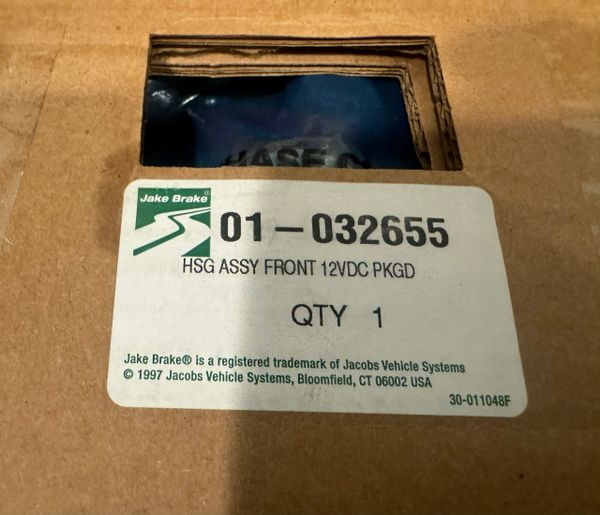 Jake Brake®
01-032655
HSG ASSY FRONT 12VDC PKGD
QTY 1
Jake Brake® is a registered trademark of Jacobs Vehicle Systems
© 1997 Jacobs Vehicle Systems, Bloomfield, CT 06002 USA
30-011048F